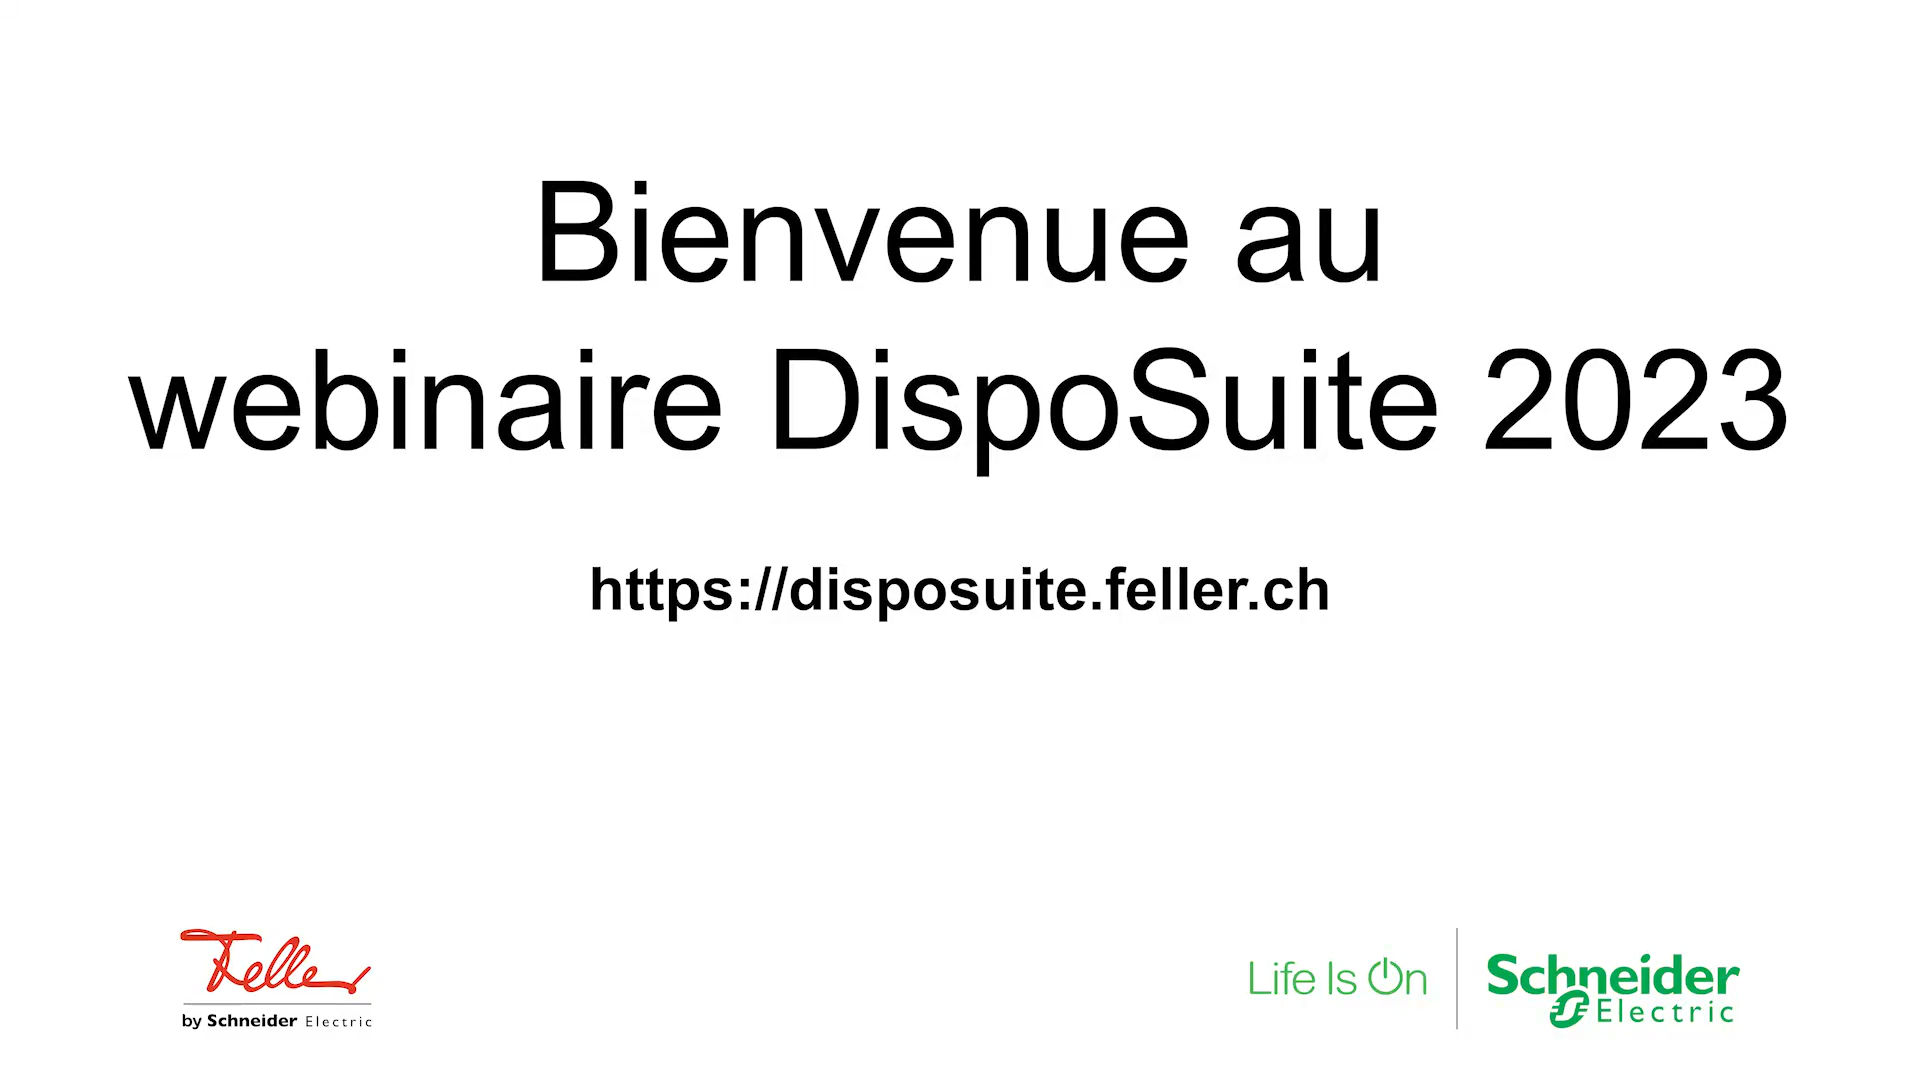 Bienvenue au
webinaire DispoSuite 2023
https://disposuite.feller.ch
Feller
by Schneider Electric
Life Is On
Schneider
Electric